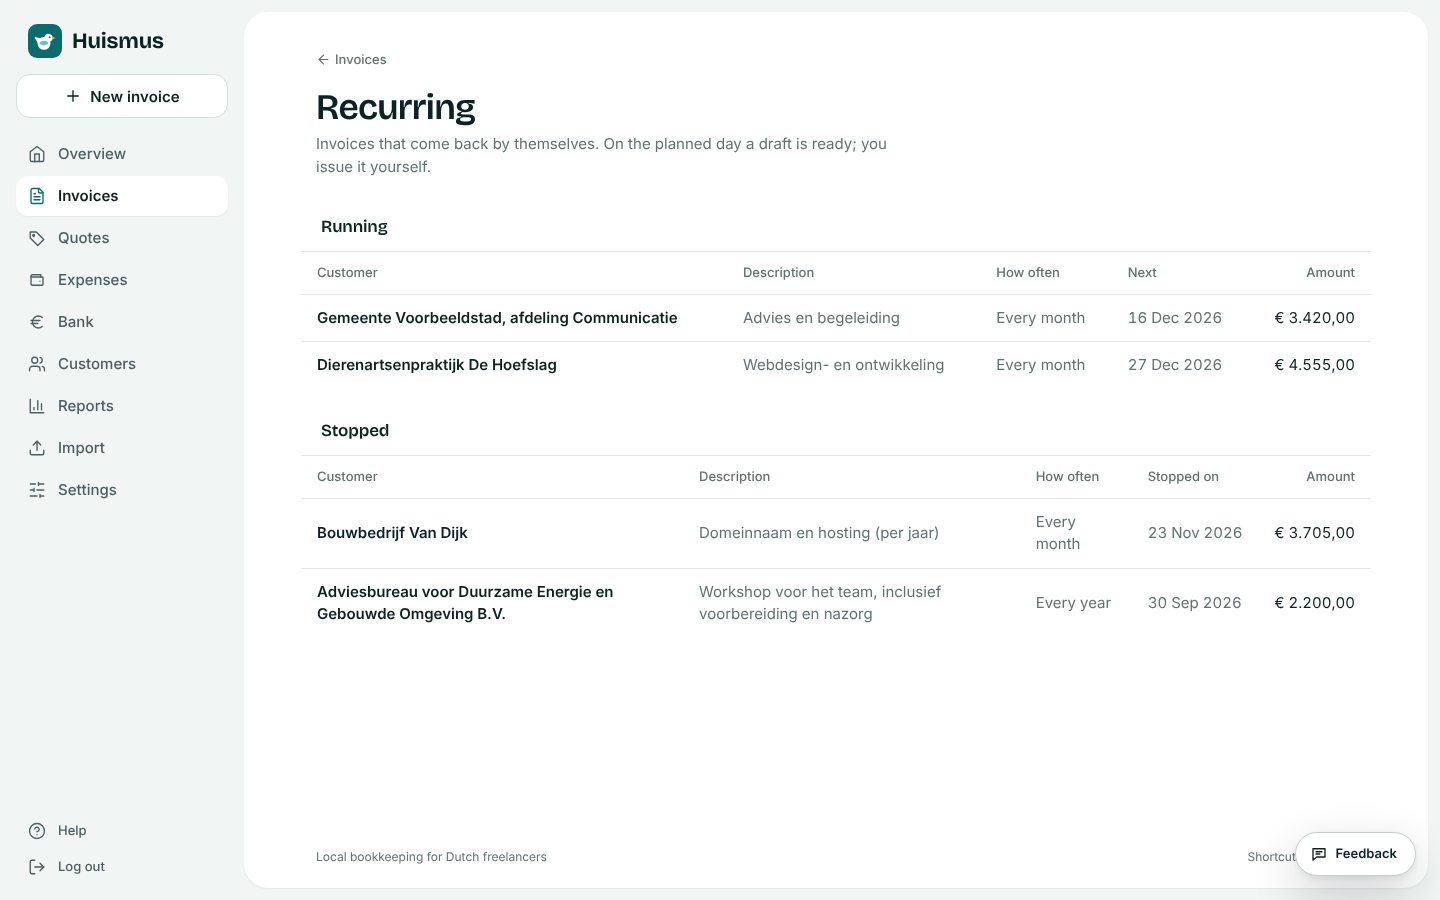 Huismus
New invoice
Overview
Invoices
Quotes
Expenses
Bank
Customers
Reports
Import
Settings
Help
Log out
Invoices
Recurring
Invoices that come back by themselves. On the planned day a draft is ready; you
issue it yourself.
Running
Customer Description How often Next Amount
Gemeente Voorbeeldstad, afdeling Communicatie Advies en begeleiding Every month 16 Dec 2026 € 3.420,00
Dierenartsenpraktijk De Hoefslag Webdesign- en ontwikkeling Every month 27 Dec 2026 € 4.555,00
Stopped
Customer Description How often Stopped on Amount
Bouwbedrijf Van Dijk Domeinnaam en hosting (per jaar) Every
month 23 Nov 2026 € 3.705,00
Adviesbureau voor Duurzame Energie en
Gebouwde Omgeving B.V. Workshop voor het team, inclusief
voorbereiding en nazorg Every year 30 Sep 2026 € 2.200,00
Local bookkeeping for Dutch freelancers
Feedback